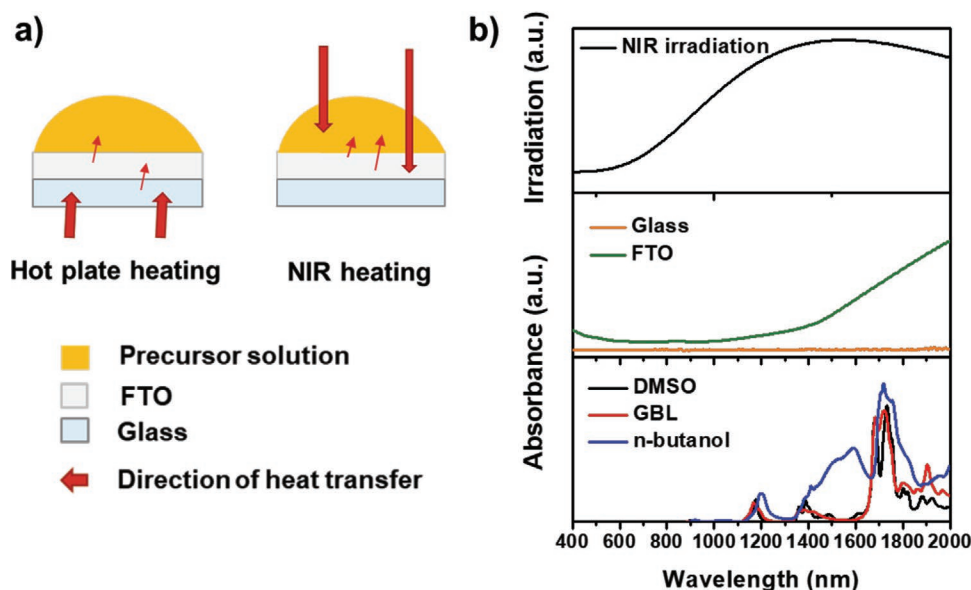 a)
Hot plate heating
NIR heating
Precursor solution
FTO
Glass
Direction of heat transfer
b)
Irradiation (a.u.)
NIR irradiation
Absorbance (a.u.)
Glass
FTO
DMSO
GBL
n-butanol
400 600 800 1000 1200 1400 1600 1800 2000
Wavelength (nm)